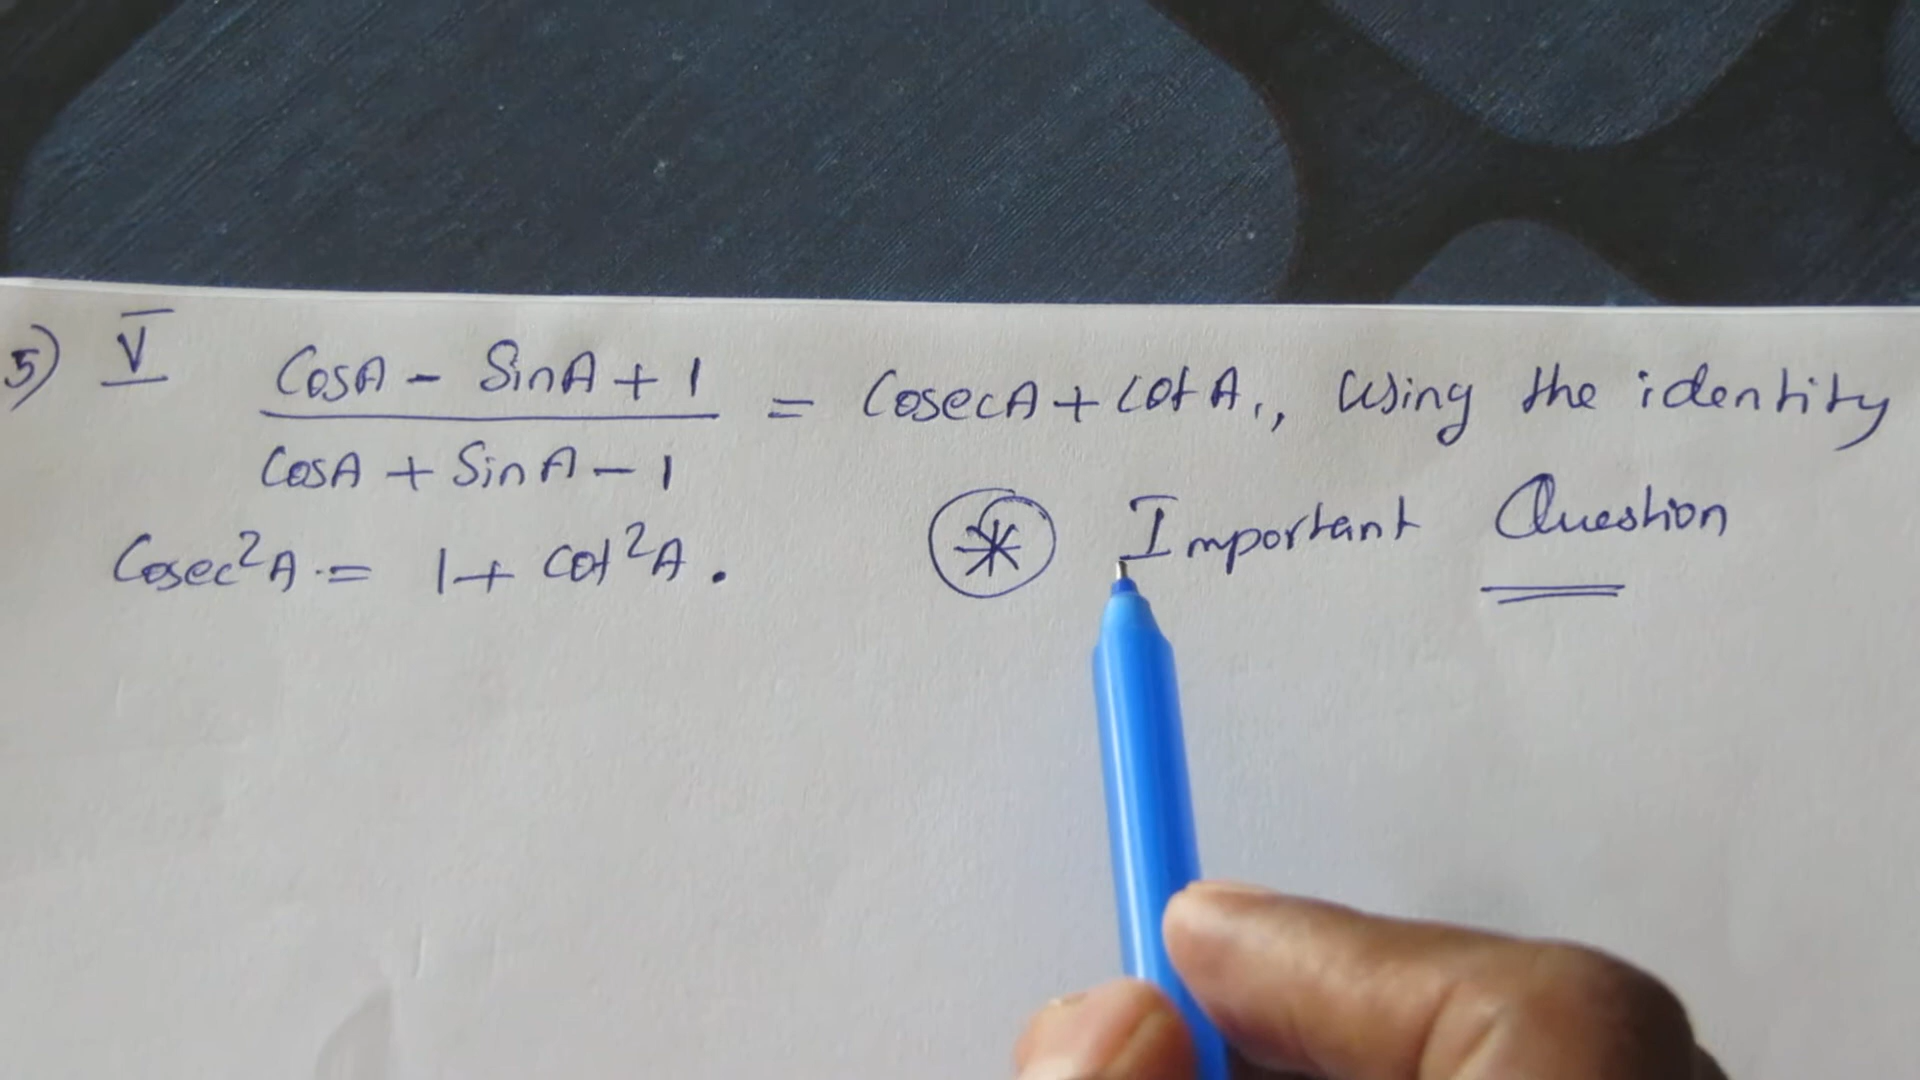 5) V CosA - SinA + 1 / CosA + SinA - 1 = CosecA + CotA., Using the identity
Cosec²A. = 1 + Cot²A.
* Important Question